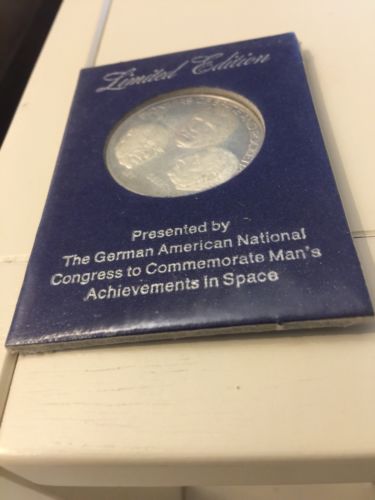 Limited Edition
Presented by
The German American National
Congress to Commemorate Man's
Achievements in Space